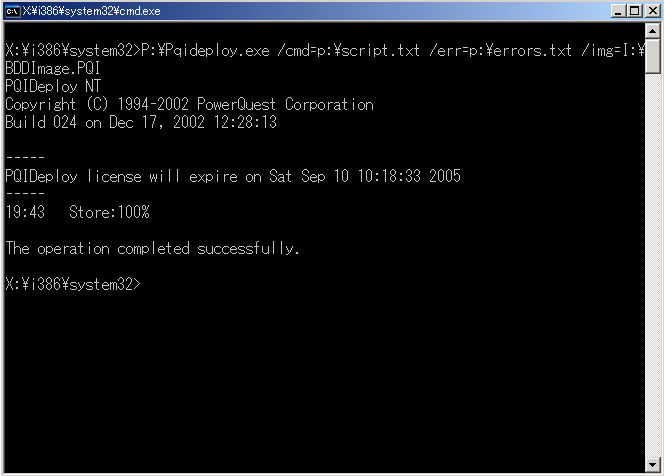 X:¥i386¥system32¥cmd.exe
X:¥i386¥system32>P:¥Pqideploy.exe /cmd=p:¥script.txt /err=p:¥errors.txt /img=I:¥
BDDImage.PQI
PQIDeploy NT
Copyright (C) 1994-2002 PowerQuest Corporation
Build 024 on Dec 17, 2002 12:28:13
-----
PQIDeploy license will expire on Sat Sep 10 10:18:33 2005
-----
19:43   Store:100%
The operation completed successfully.
X:¥i386¥system32>